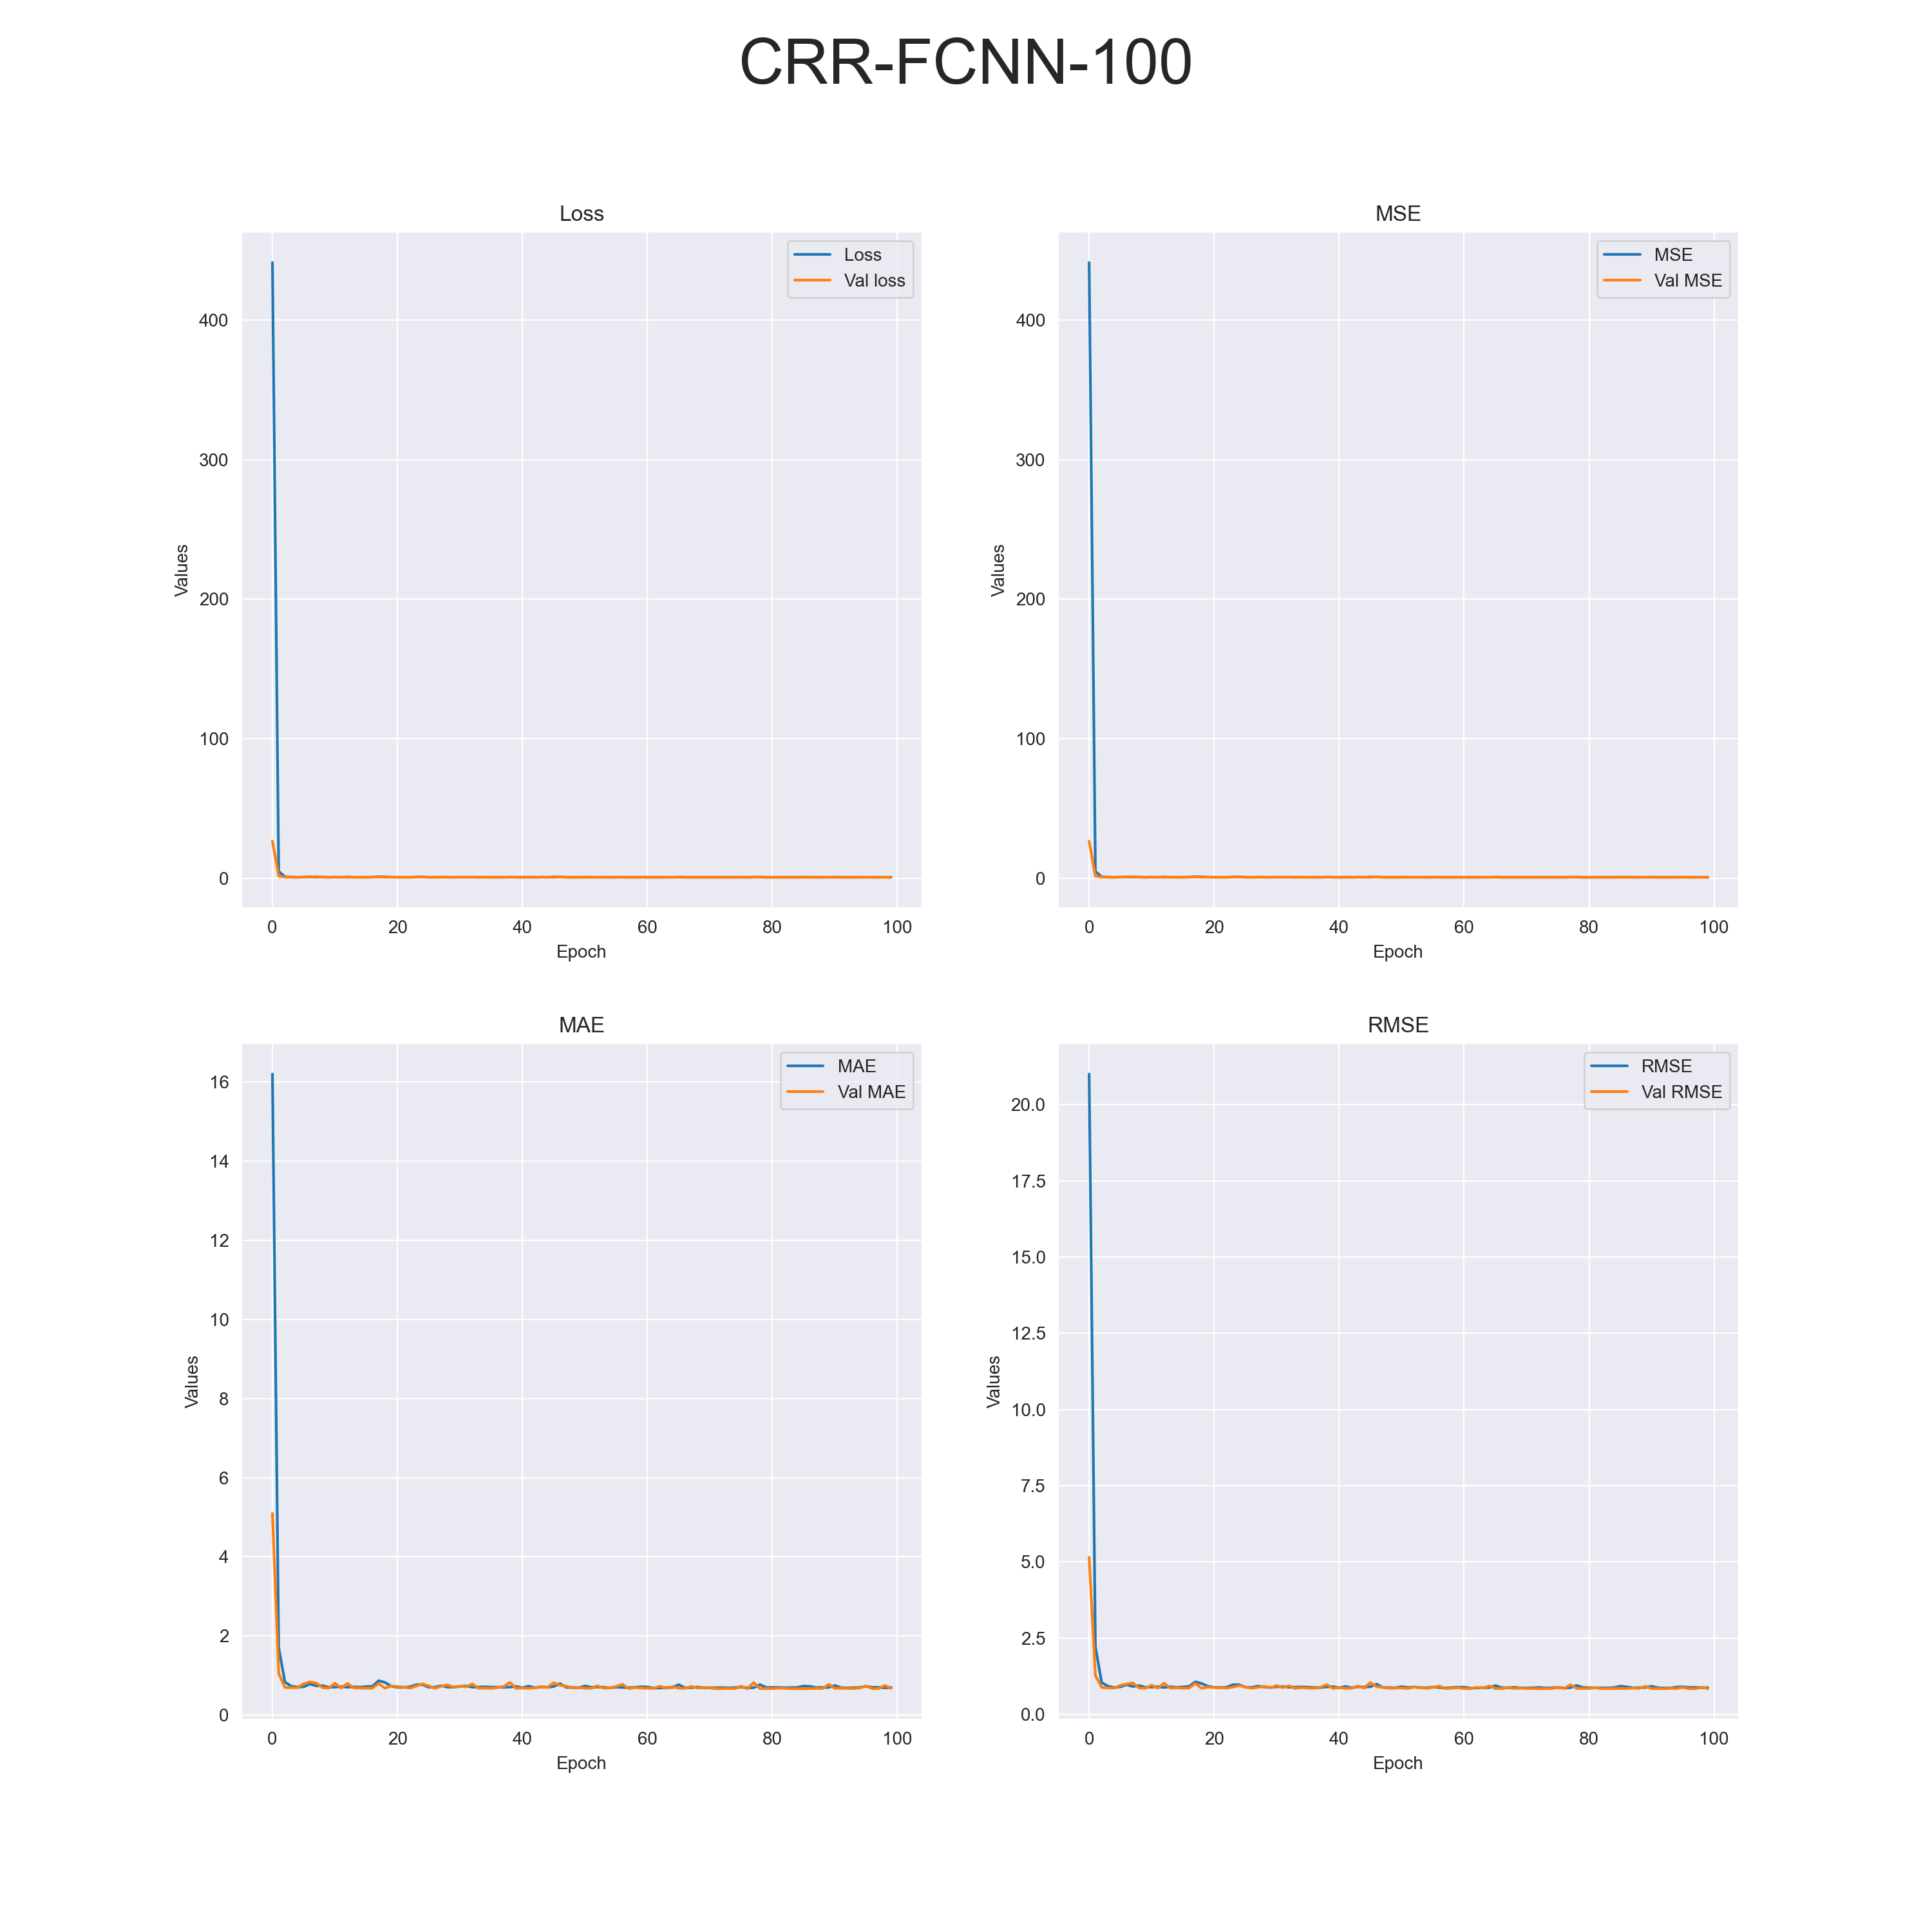 CRR-FCNN-100
Loss
Loss
Val loss
400
300
200
100
0
Values
0 20 40 60 80 100
Epoch
MSE
MSE
Val MSE
400
300
200
100
0
Values
0 20 40 60 80 100
Epoch
MAE
MAE
Val MAE
16
14
12
10
8
6
4
2
0
Values
0 20 40 60 80 100
Epoch
RMSE
RMSE
Val RMSE
20.0
17.5
15.0
12.5
10.0
7.5
5.0
2.5
0.0
Values
0 20 40 60 80 100
Epoch